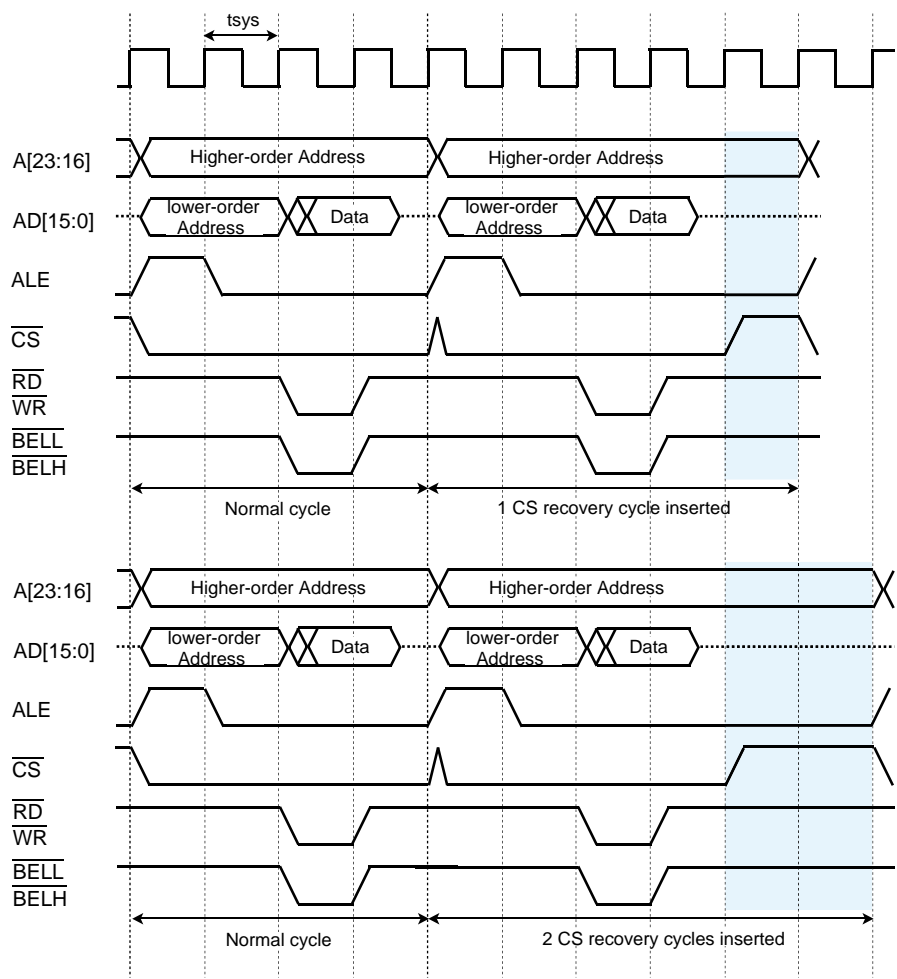 tsys
A[23:16]
Higher-order Address
Higher-order Address
AD[15:0]
lower-order
Address
Data
lower-order
Address
Data
ALE
CS
RD
WR
BELL
BELH
Normal cycle
1 CS recovery cycle inserted
A[23:16]
Higher-order Address
Higher-order Address
AD[15:0]
lower-order
Address
Data
lower-order
Address
Data
ALE
CS
RD
WR
BELL
BELH
Normal cycle
2 CS recovery cycles inserted